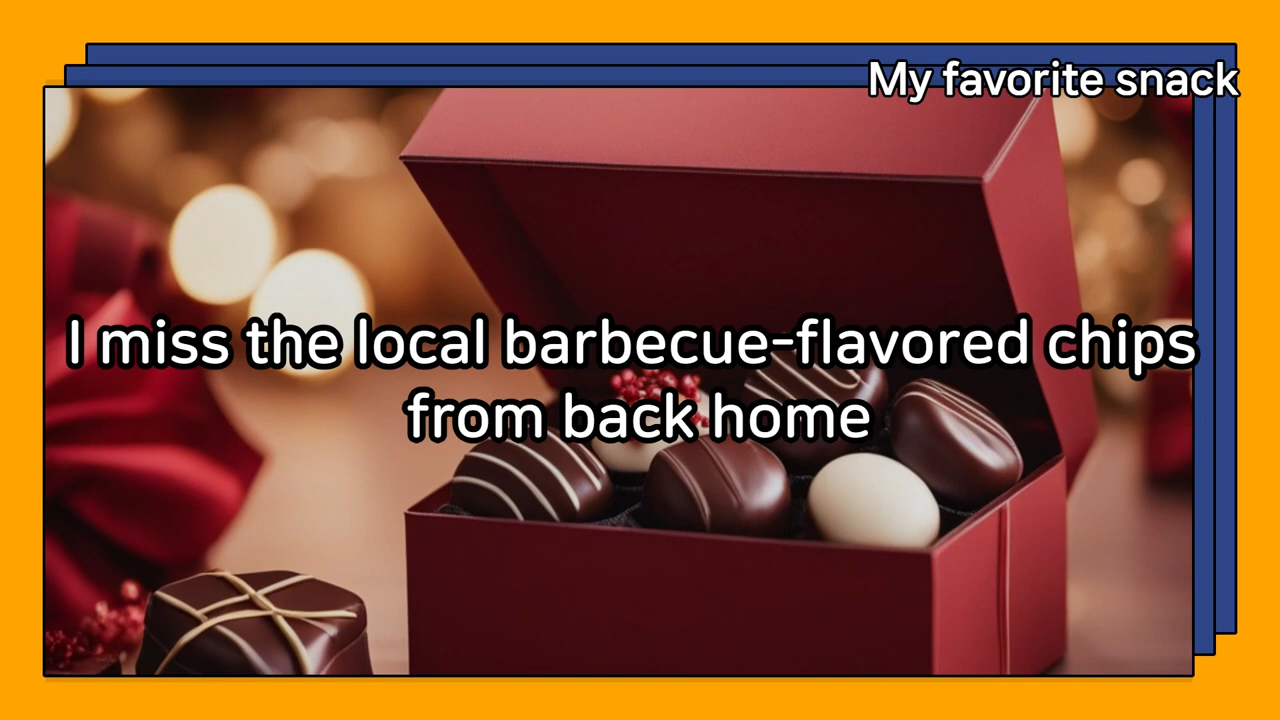 My favorite snack
I miss the local barbecue-flavored chips
from back home